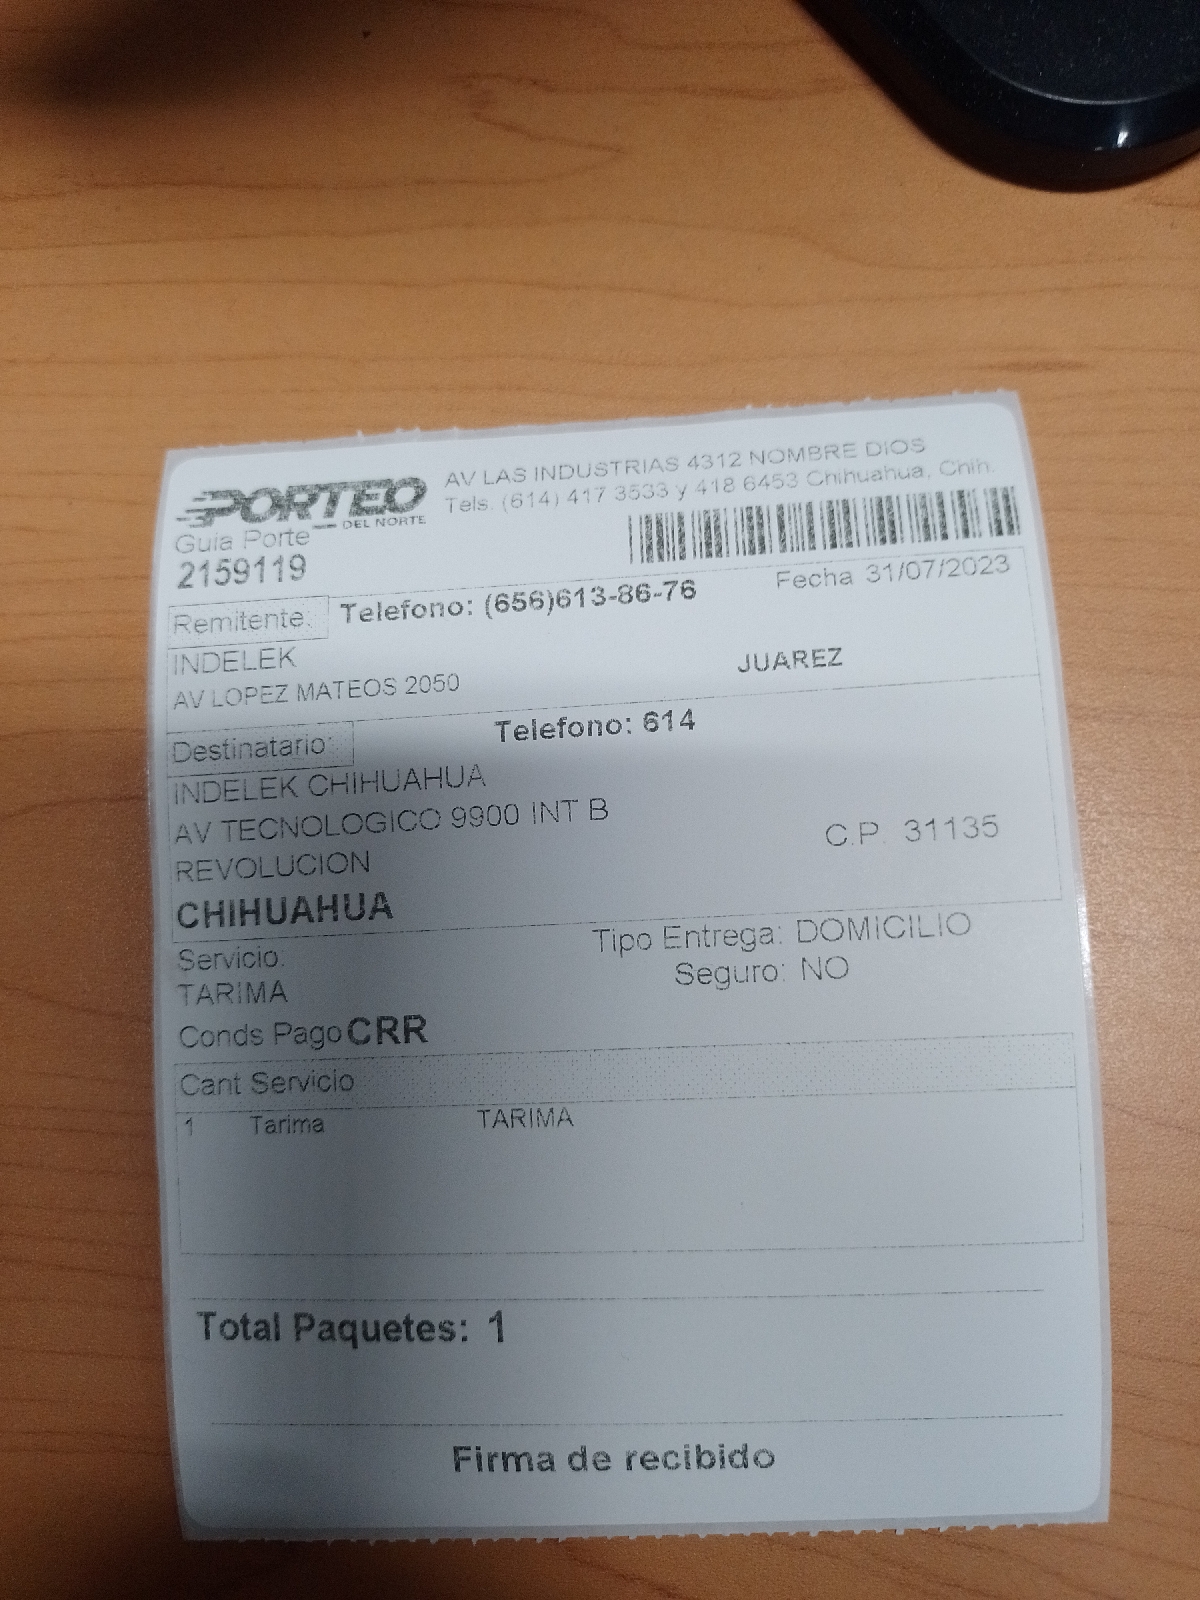 PORTEO
DEL NORTE
AV LAS INDUSTRIAS 4312 NOMBRE DIOS
Tels. (614) 417 3533 y 418 6453 Chihuahua, Chih.
Guia Porte
2159119
Fecha 31/07/2023
Remitente: Telefono: (656)613-86-76
INDELEK
JUAREZ
AV LOPEZ MATEOS 2050
Destinatario: Telefono: 614
INDELEK CHIHUAHUA
AV TECNOLOGICO 9900 INT B
C.P. 31135
REVOLUCION
CHIHUAHUA
Servicio: Tipo Entrega: DOMICILIO
TARIMA Seguro: NO
Conds Pago CRR
Cant Servicio
1 Tarima TARIMA
Total Paquetes: 1
Firma de recibido